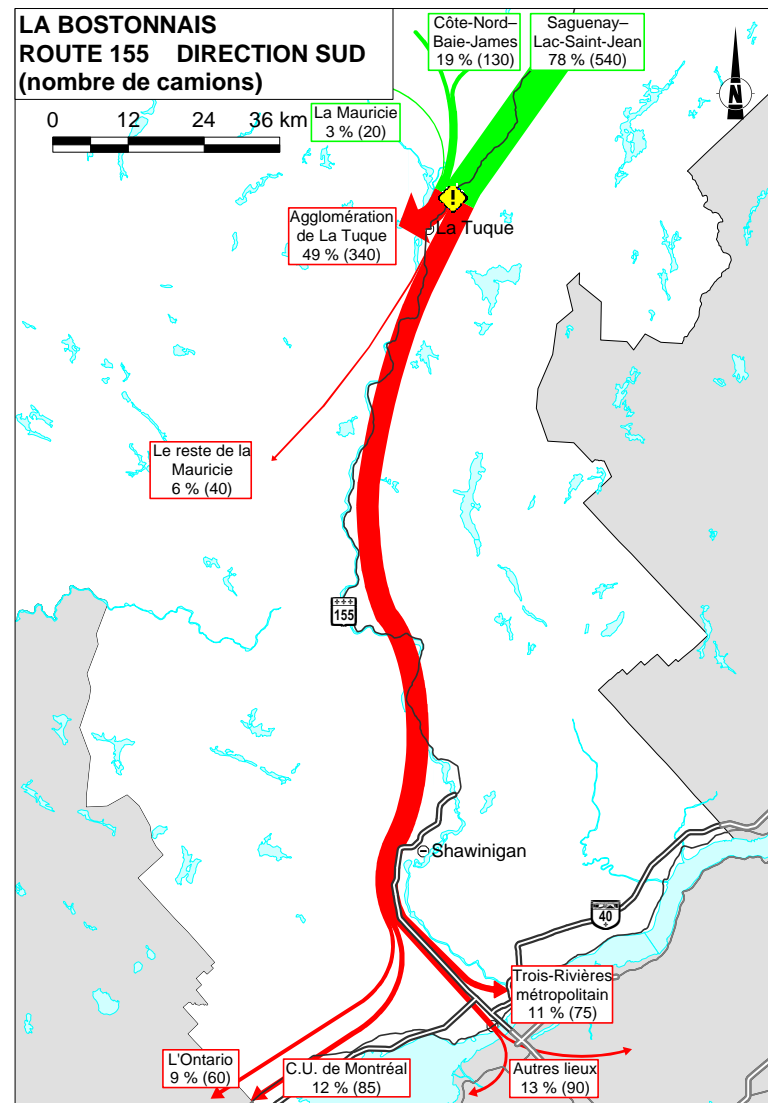 LA BOSTONNAIS
ROUTE 155 DIRECTION SUD
(nombre de camions)
0 12 24 36 km
Côte-Nord–
Baie-James
19 % (130)
Saguenay–
Lac-Saint-Jean
78 % (540)
N
La Mauricie
3 % (20)
!
Agglomération
de La Tuque
49 % (340)
La Tuque
Le reste de la
Mauricie
6 % (40)
155
Shawinigan
40
Trois-Rivières
métropolitain
11 % (75)
L'Ontario
9 % (60)
C.U. de Montréal
12 % (85)
Autres lieux
13 % (90)